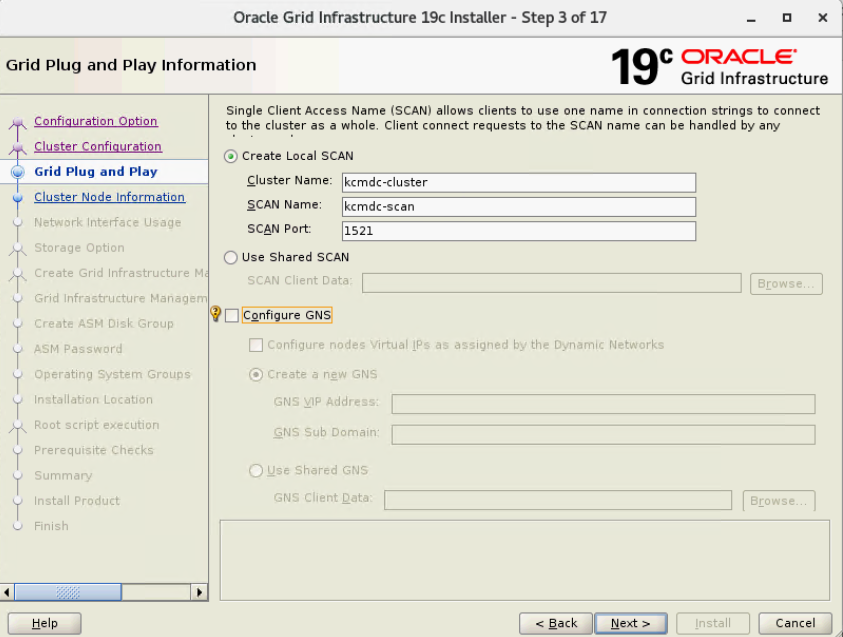 Oracle Grid Infrastructure 19c Installer - Step 3 of 17
Grid Plug and Play Information
19c ORACLE
Grid Infrastructure
Configuration Option
Cluster Configuration
Grid Plug and Play
Cluster Node Information
Network Interface Usage
Storage Option
Create Grid Infrastructure Ma
Grid Infrastructure Managem
Create ASM Disk Group
ASM Password
Operating System Groups
Installation Location
Root script execution
Prerequisite Checks
Summary
Install Product
Finish
Single Client Access Name (SCAN) allows clients to use one name in connection strings to connect
to the cluster as a whole. Client connect requests to the SCAN name can be handled by any
Create Local SCAN
Cluster Name: kcmdc-cluster
SCAN Name: kcmdc-scan
SCAN Port: 1521
Use Shared SCAN
SCAN Client Data: Browse...
Configure GNS
Configure nodes Virtual IPs as assigned by the Dynamic Networks
Create a new GNS
GNS VIP Address:
GNS Sub Domain:
Use Shared GNS
GNS Client Data: Browse...
Help
< Back Next > Install Cancel